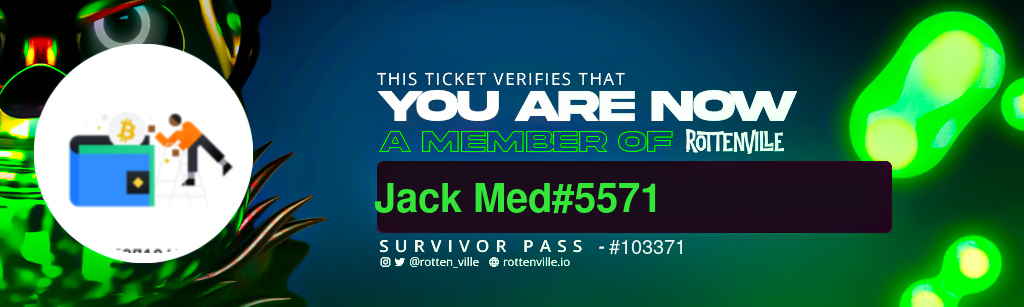 THIS TICKET VERIFIES THAT
YOU ARE NOW
A MEMBER OF ROTTENVILLE
Jack Med#5571
SURVIVOR PASS - #103371
@rotten_ville rottenville.io